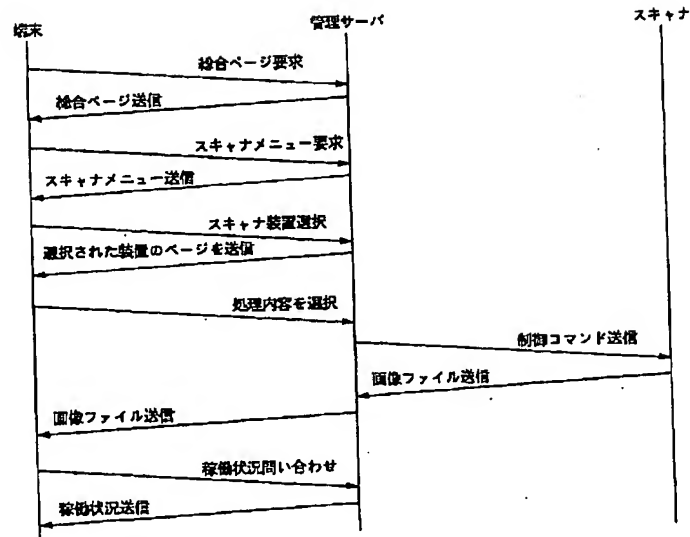 端末
管理サーバ
スキャナ
総合ページ要求
総合ページ送信
スキャナメニュー要求
スキャナメニュー送信
スキャナ装置選択
選択された装置のページを送信
処理内容を選択
制御コマンド送信
画像ファイル送信
画像ファイル送信
稼働状況問い合わせ
稼働状況送信